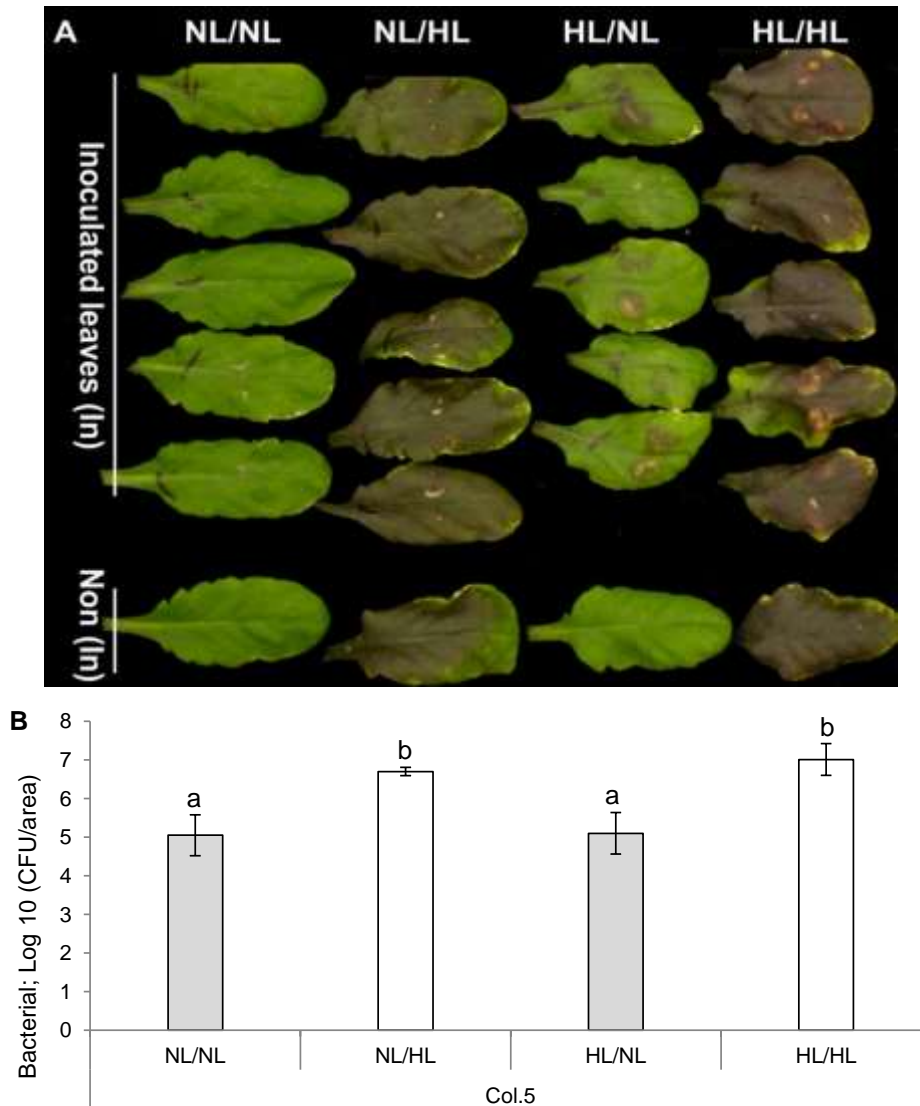 A
NL/NL NL/HL HL/NL HL/HL
Inoculated leaves (In)
Non (In)
B
Bacterial; Log 10 (CFU/area)
8
7
6
5
4
3
2
1
0
a
b
a
b
NL/NL NL/HL HL/NL HL/HL
Col.5